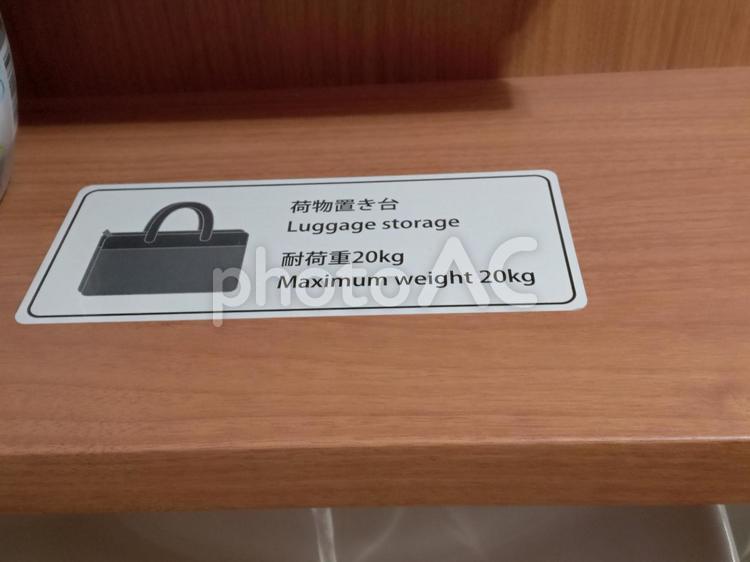 荷物置き台
Luggage storage
耐荷重20kg
Maximum weight 20kg
photoAC